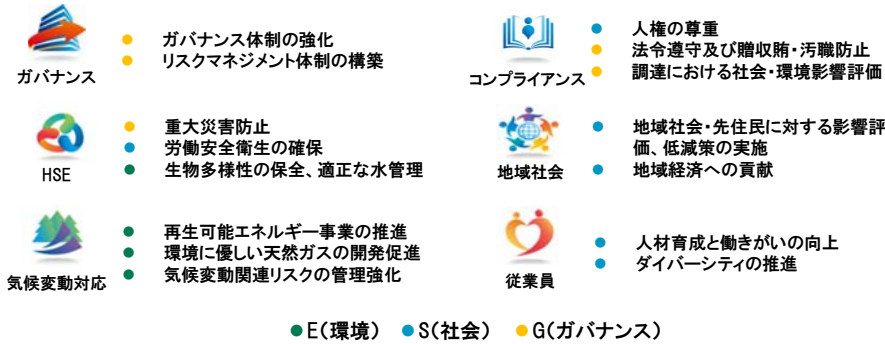 ガバナンス
● ガバナンス体制の強化
● リスクマネジメント体制の構築
コンプライアンス
● 人権の尊重
● 法令遵守及び贈収賄・汚職防止
● 調達における社会・環境影響評価
HSE
● 重大災害防止
● 労働安全衛生の確保
● 生物多様性の保全、適正な水管理
地域社会
● 地域社会・先住民に対する影響評
価、低減策の実施
● 地域経済への貢献
気候変動対応
● 再生可能エネルギー事業の推進
● 環境に優しい天然ガスの開発促進
● 気候変動関連リスクの管理強化
従業員
● 人材育成と働きがいの向上
● ダイバーシティの推進
●E(環境) ●S(社会) ●G(ガバナンス)